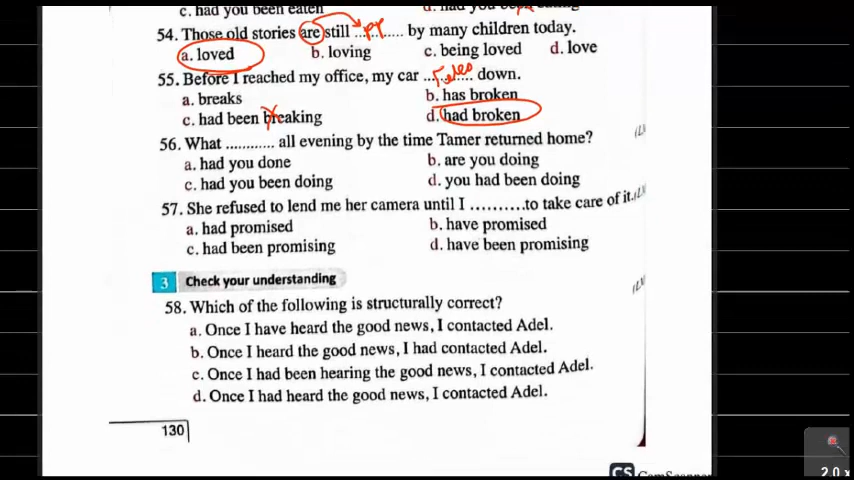 c. had you been eaten
54. Those old stories are still ... pp ... by many children today.
a. loved b. loving c. being loved d. love
55. Before I reached my office, my car ... down.
a. breaks b. has broken
c. had been breaking d. had broken
56. What ............ all evening by the time Tamer returned home?
a. had you done b. are you doing
c. had you been doing d. you had been doing
57. She refused to lend me her camera until I ..........to take care of it.
a. had promised b. have promised
c. had been promising d. have been promising
3 Check your understanding
58. Which of the following is structurally correct?
a. Once I have heard the good news, I contacted Adel.
b. Once I heard the good news, I had contacted Adel.
c. Once I had been hearing the good news, I contacted Adel.
d. Once I had heard the good news, I contacted Adel.
130
CS CamScanner
2.0 x